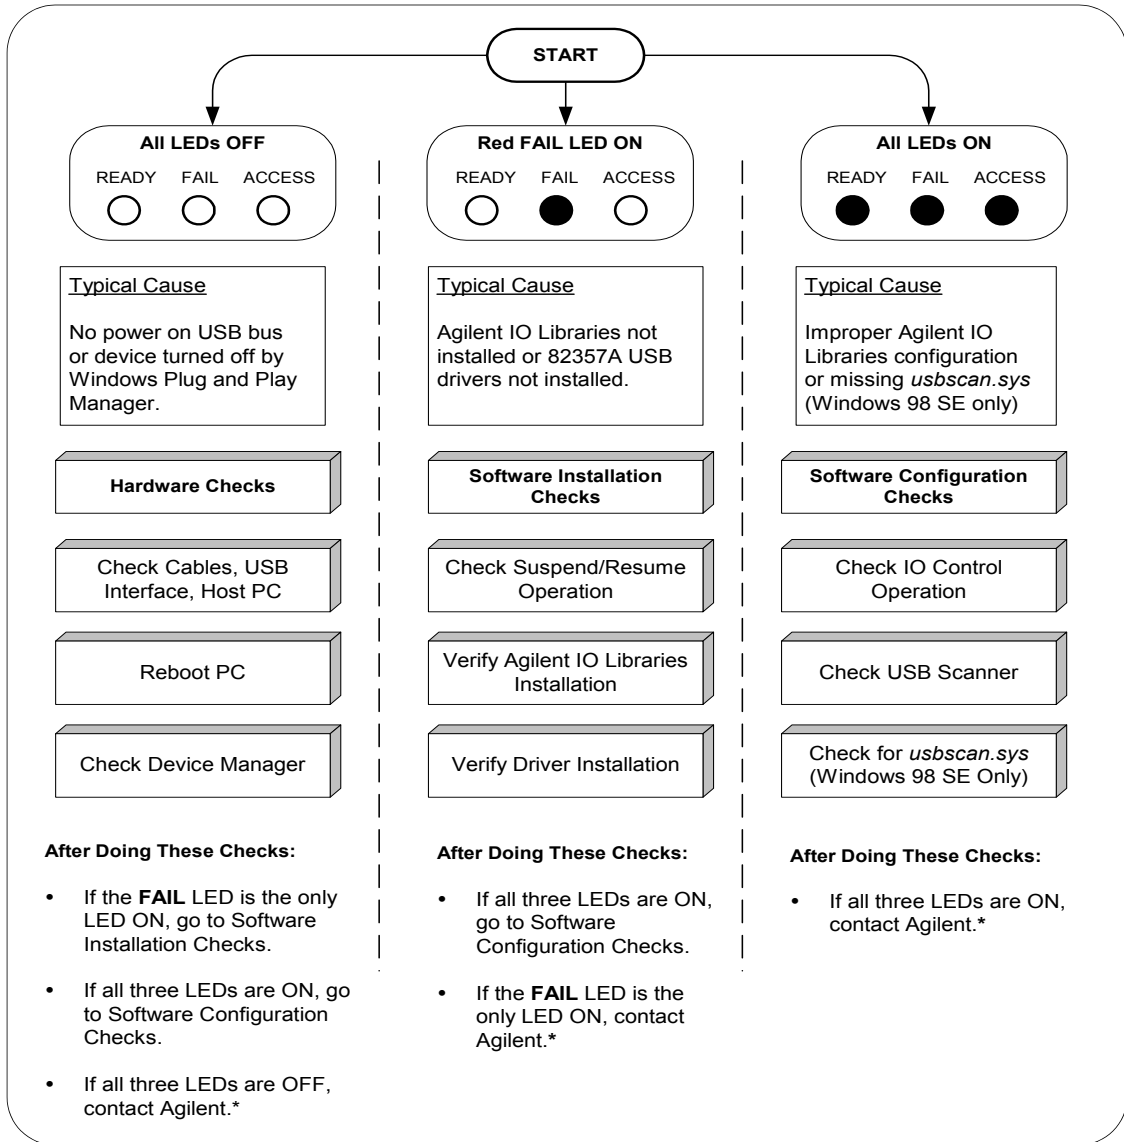 START
All LEDs OFF
READY FAIL ACCESS
Typical Cause
No power on USB bus
or device turned off by
Windows Plug and Play
Manager.
Hardware Checks
Check Cables, USB
Interface, Host PC
Reboot PC
Check Device Manager
After Doing These Checks:
• If the FAIL LED is the only
LED ON, go to Software
Installation Checks.
• If all three LEDs are ON, go
to Software Configuration
Checks.
• If all three LEDs are OFF,
contact Agilent.*
Red FAIL LED ON
READY FAIL ACCESS
Typical Cause
Agilent IO Libraries not
installed or 82357A USB
drivers not installed.
Software Installation
Checks
Check Suspend/Resume
Operation
Verify Agilent IO Libraries
Installation
Verify Driver Installation
After Doing These Checks:
• If all three LEDs are ON,
go to Software
Configuration Checks.
• If the FAIL LED is the
only LED ON, contact
Agilent.*
All LEDs ON
READY FAIL ACCESS
Typical Cause
Improper Agilent IO
Libraries configuration
or missing usbscan.sys
(Windows 98 SE only)
Software Configuration
Checks
Check IO Control
Operation
Check USB Scanner
Check for usbscan.sys
(Windows 98 SE Only)
After Doing These Checks:
• If all three LEDs are ON,
contact Agilent.*